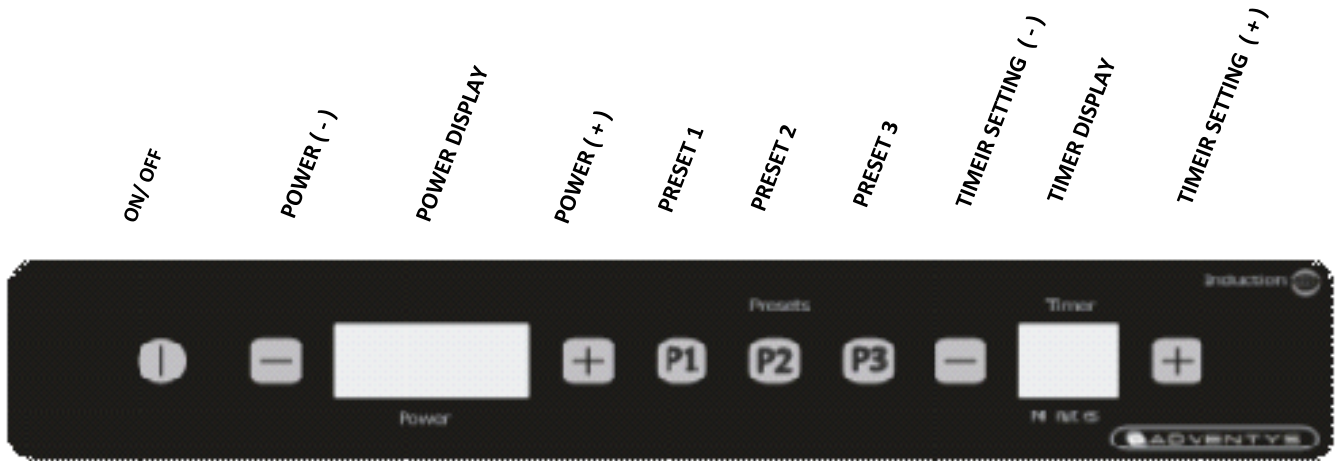 ON/ OFF
POWER ( - )
POWER DISPLAY
POWER ( + )
PRESET 1
PRESET 2
PRESET 3
TIMEIR SETTING ( - )
TIMER DISPLAY
TIMEIR SETTING ( + )
Induction
Presets
Timer
P1 P2 P3
Power
ADVENTYS